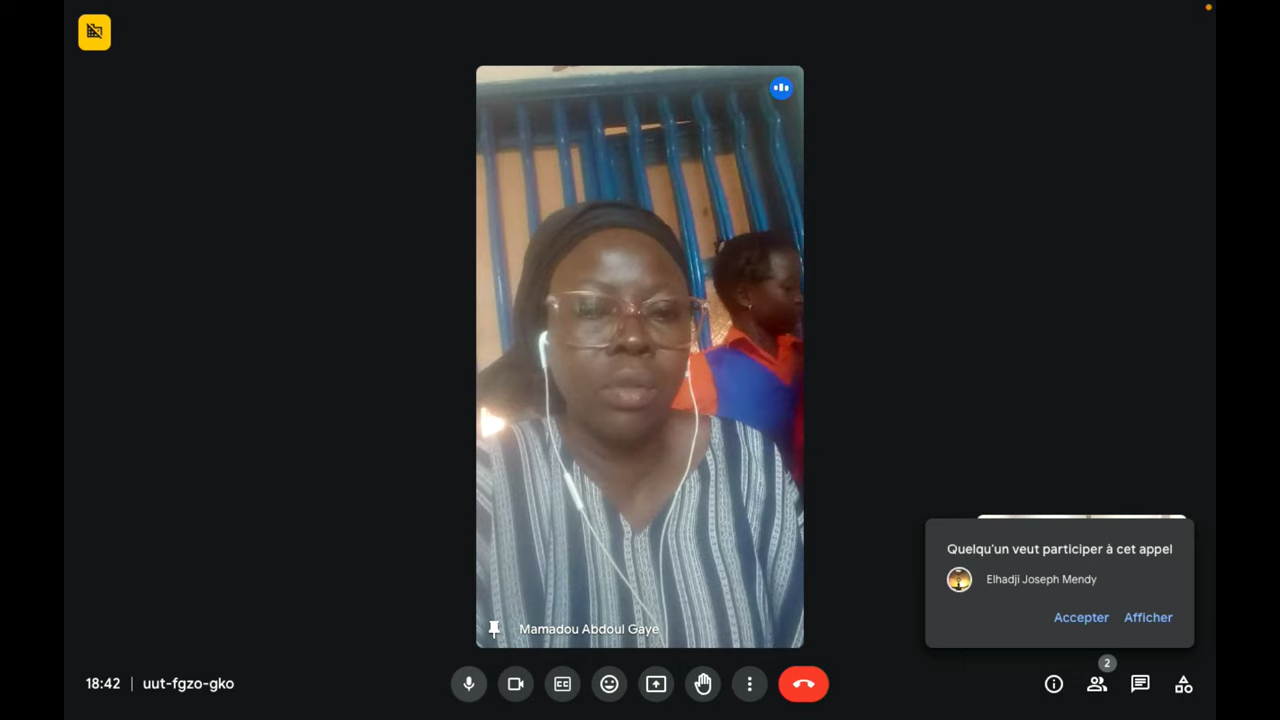 Quelqu'un veut participer à cet appel
Elhadji Joseph Mendy
Accepter Afficher
Mamadou Abdoul Gaye
2
18:42 | uut-fgzo-gko
CC